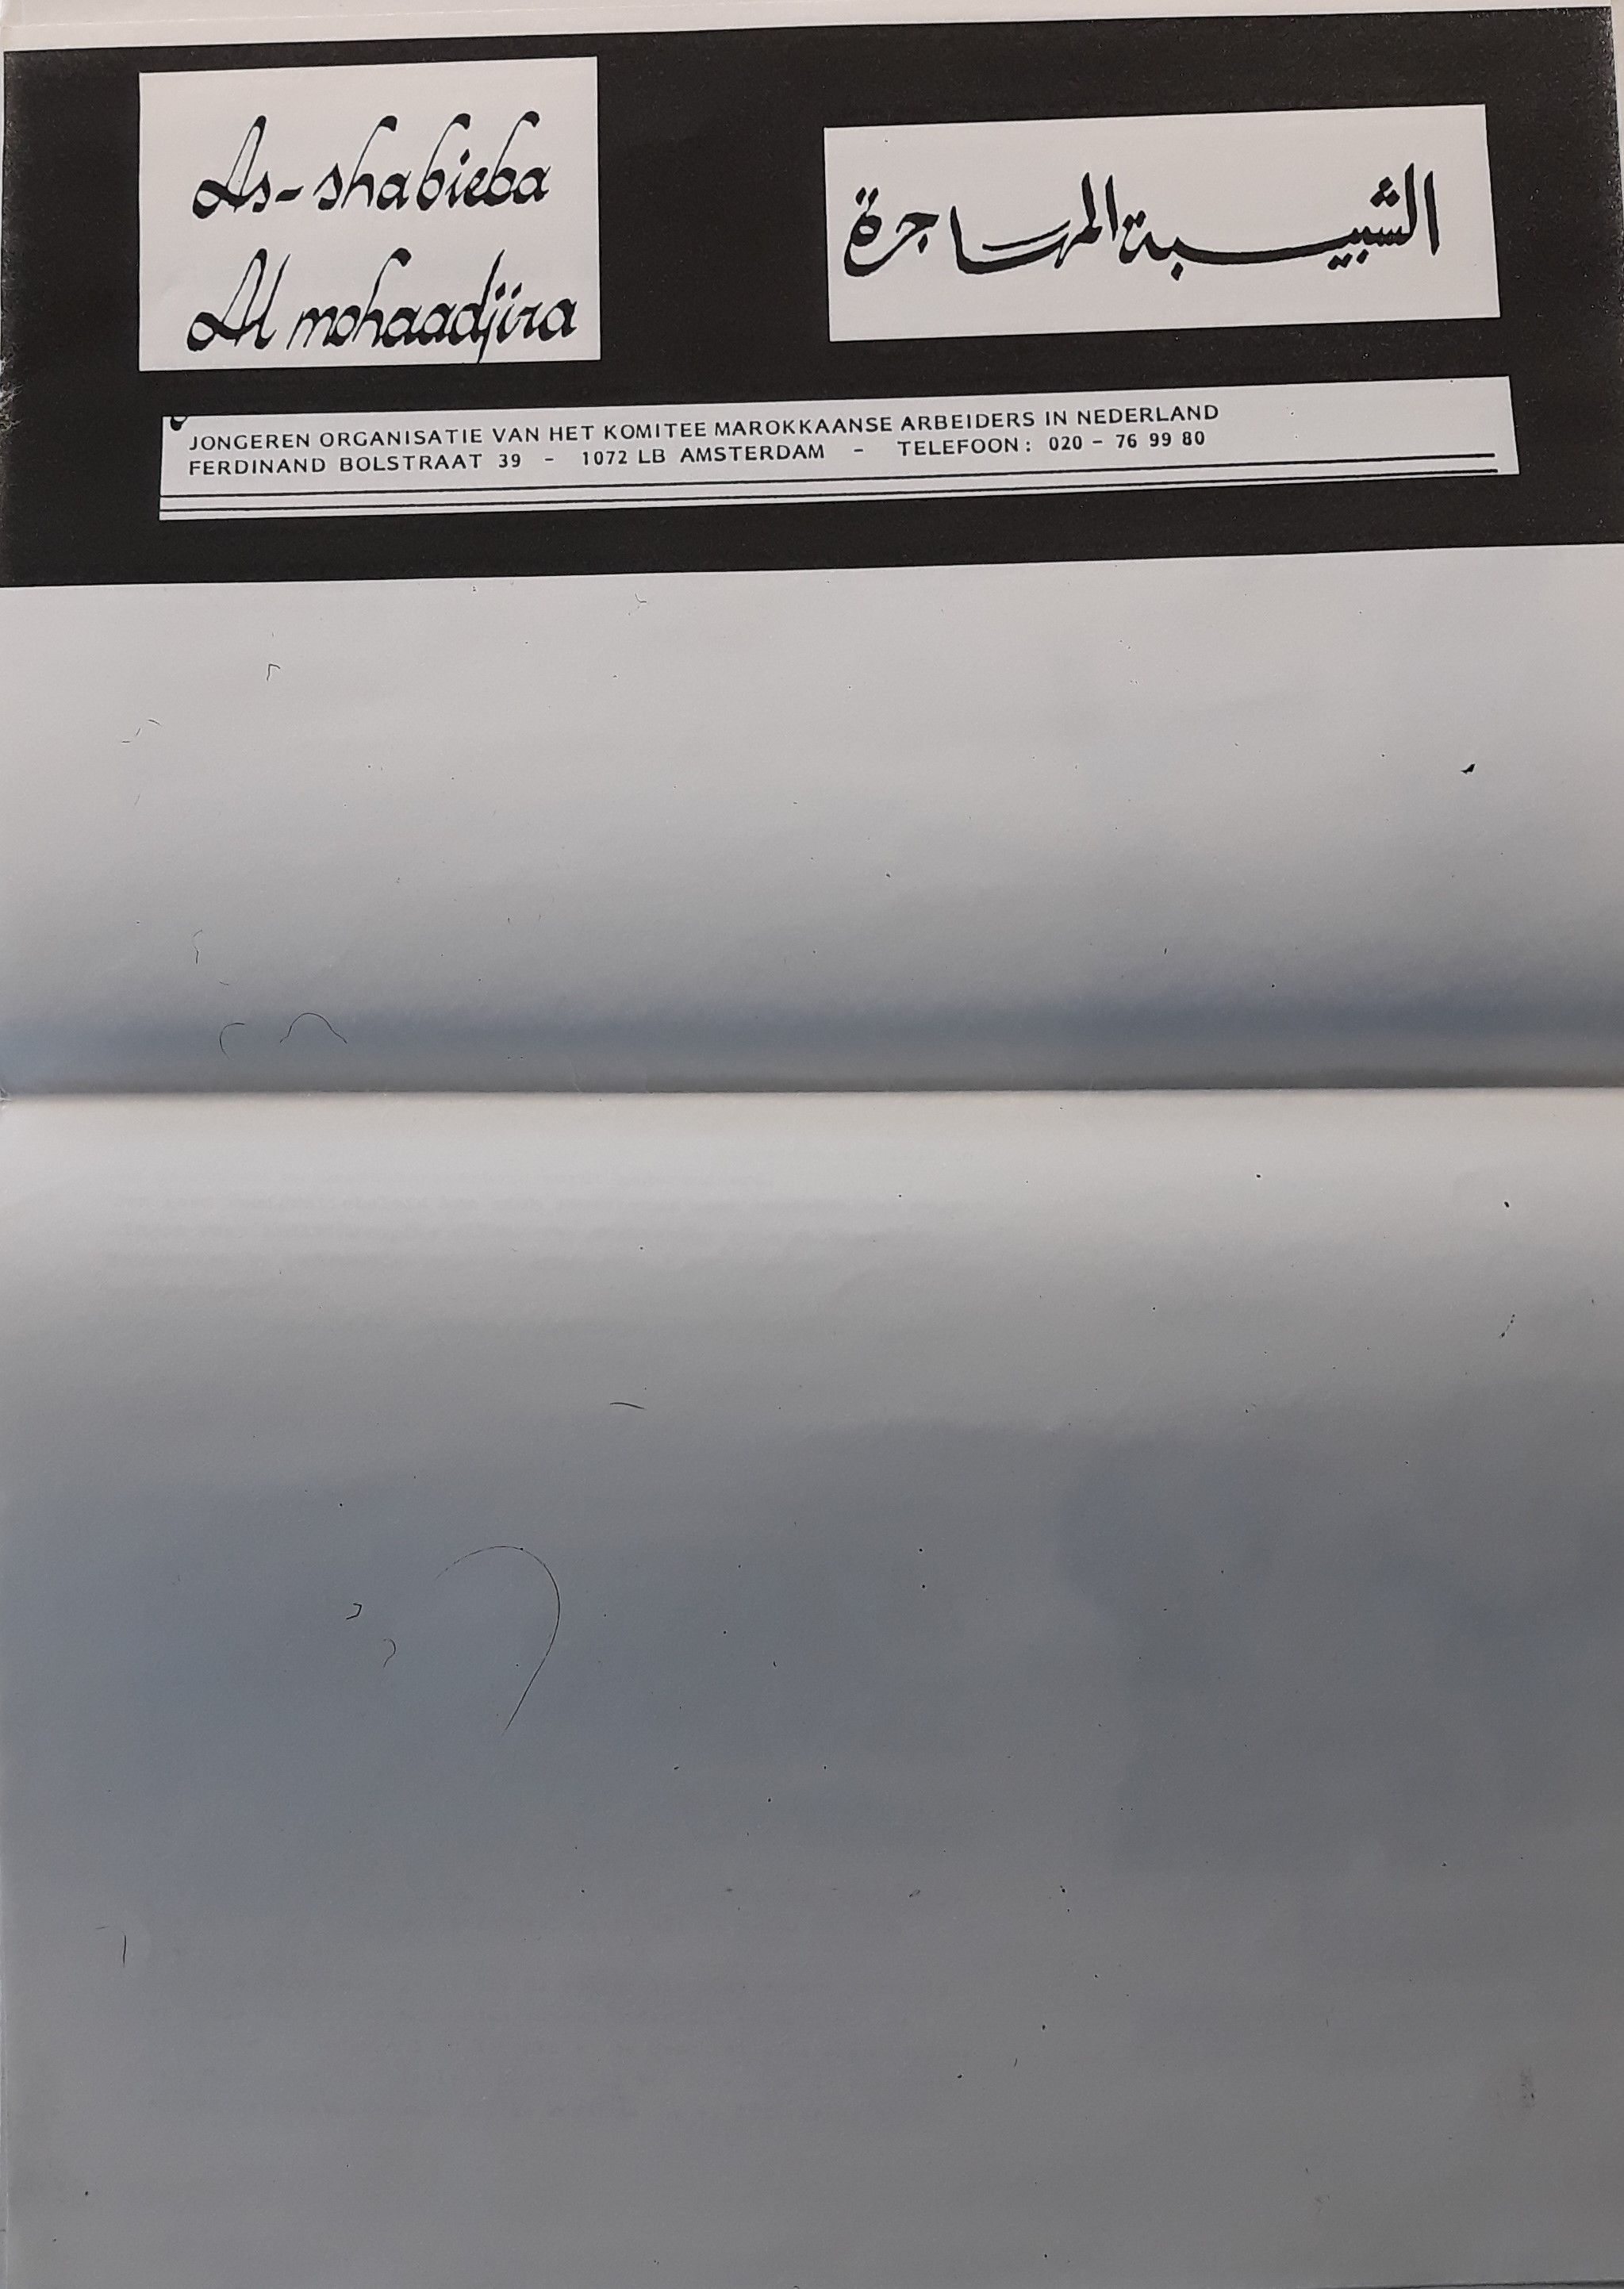 As-shabieba
Al mohaadjira
الشبيبة المهاجرة
JONGEREN ORGANISATIE VAN HET KOMITEE MAROKKAANSE ARBEIDERS IN NEDERLAND
FERDINAND BOLSTRAAT 39 - 1072 LB AMSTERDAM - TELEFOON: 020 - 76 99 80